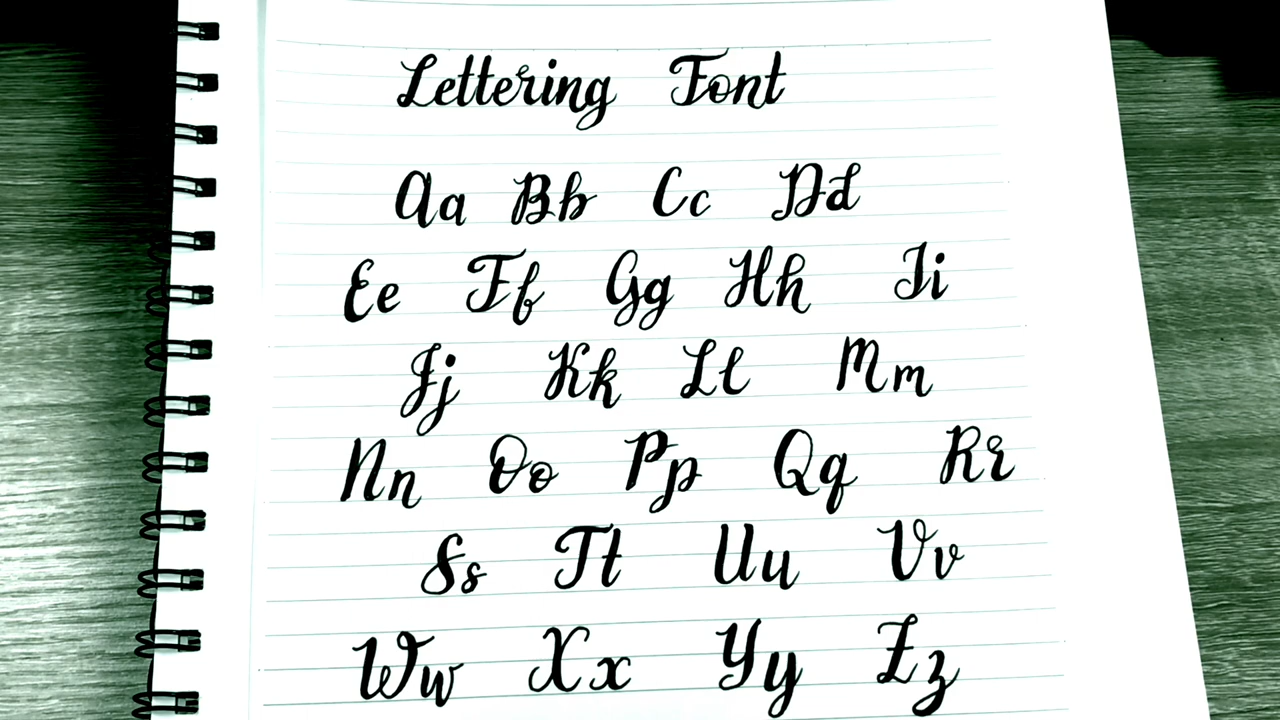 Lettering Font
Aa Bb Cc Dd
Ee Ff Gg Hh Ii
Jj Kk Ll Mm
Nn Oo Pp Qq Rr
Ss Tt Uu Vv
Ww Xx Yy Zz